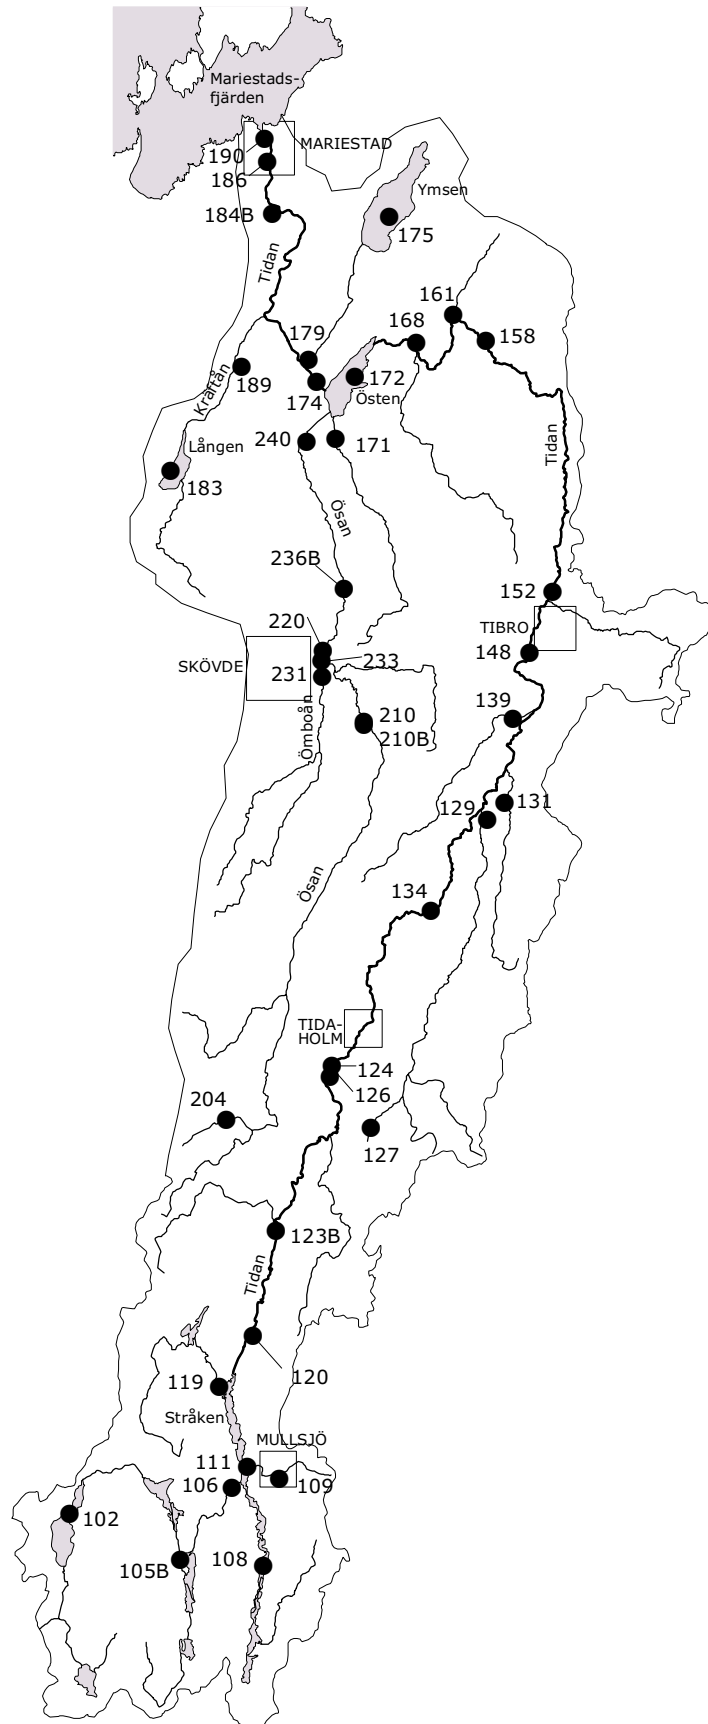 Mariestads-
fjärden
MARIESTAD
190
186
Ymsen
184B
175
Tidan
161
168
158
179
172
Kräftån
189
174
Östen
240
171
Tidan
Lången
183
Ösan
236B
152
220
TIBRO
SKÖVDE
233
148
231
139
210
Ömboån
210B
131
129
Ösan
134
TIDA-
HOLM
124
126
204
127
123B
Tidan
120
119
Stråken
MULLSJÖ
111
106
109
102
105B
108